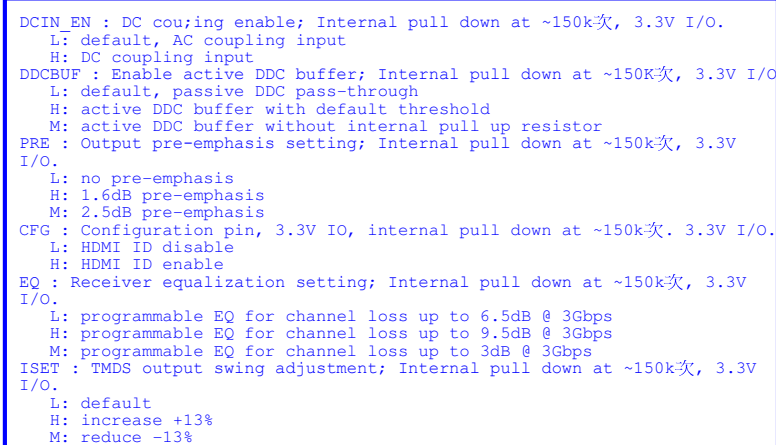 DCIN_EN : DC cou;ing enable; Internal pull down at ~150k次, 3.3V I/O.
L: default, AC coupling input
H: DC coupling input
DDCBUF : Enable active DDC buffer; Internal pull down at ~150K次, 3.3V I/O
L: default, passive DDC pass-through
H: active DDC buffer with default threshold
M: active DDC buffer without internal pull up resistor
PRE : Output pre-emphasis setting; Internal pull down at ~150k次, 3.3V
I/O.
L: no pre-emphasis
H: 1.6dB pre-emphasis
M: 2.5dB pre-emphasis
CFG : Configuration pin, 3.3V IO, internal pull down at ~150k次. 3.3V I/O.
L: HDMI ID disable
H: HDMI ID enable
EQ : Receiver equalization setting; Internal pull down at ~150k次, 3.3V
I/O.
L: programmable EQ for channel loss up to 6.5dB @ 3Gbps
H: programmable EQ for channel loss up to 9.5dB @ 3Gbps
M: programmable EQ for channel loss up to 3dB @ 3Gbps
ISET : TMDS output swing adjustment; Internal pull down at ~150k次, 3.3V
I/O.
L: default
H: increase +13%
M: reduce -13%